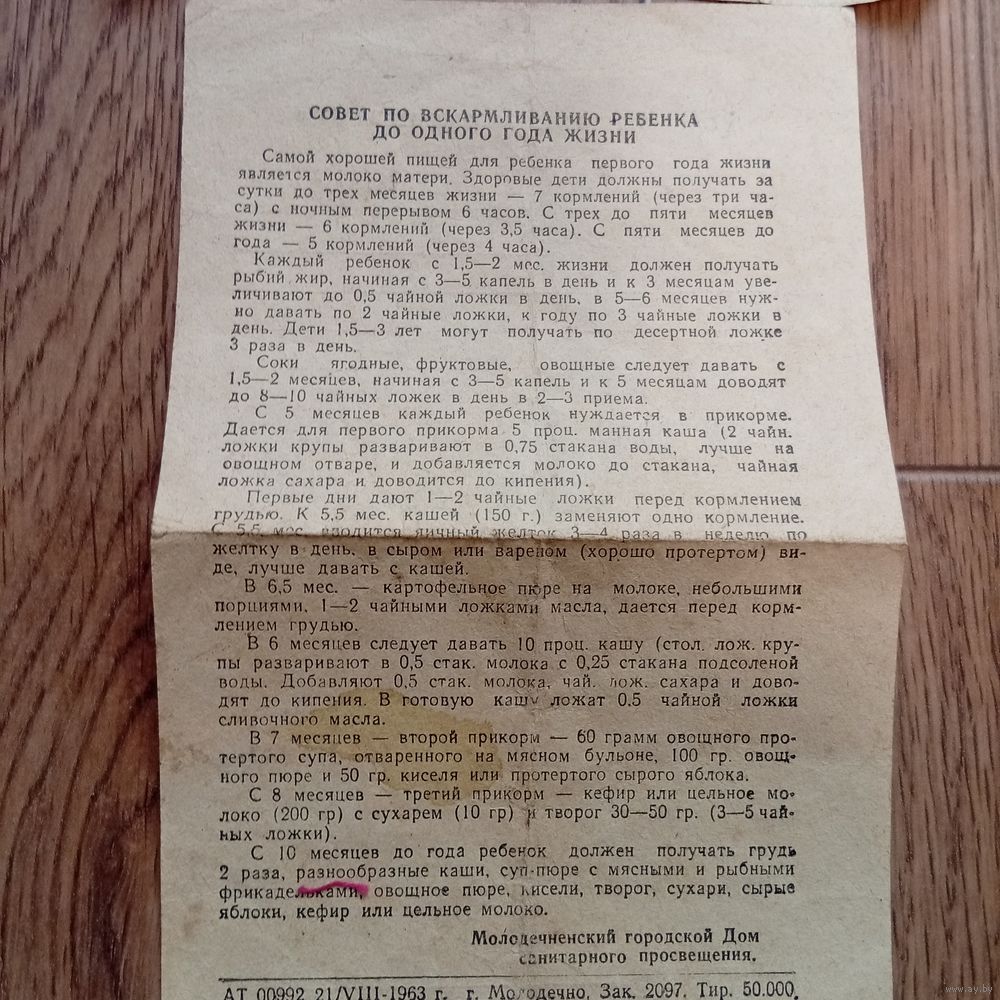 СОВЕТ ПО ВСКАРМЛИВАНИЮ РЕБЕНКА
ДО ОДНОГО ГОДА ЖИЗНИ
Самой хорошей пищей для ребенка первого года жизни
является молоко матери. Здоровые дети должны получать за
сутки до трех месяцев жизни — 7 кормлений (через три ча-
са) с ночным перерывом 6 часов. С трех до пяти месяцев
жизни — 6 кормлений (через 3,5 часа). С пяти месяцев до
года — 5 кормлений (через 4 часа).
Каждый ребенок с 1,5—2 мес. жизни должен получать
рыбий жир, начиная с 3—5 капель в день и к 3 месяцам уве-
личивают до 0,5 чайной ложки в день, в 5—6 месяцев нуж-
но давать по 2 чайные ложки, к году по 3 чайные ложки в
день. Дети 1,5—3 лет могут получать по десертной ложке
3 раза в день.
Соки ягодные, фруктовые, овощные следует давать с
1,5—2 месяцев, начиная с 3—5 капель и к 5 месяцам доводят
до 8—10 чайных ложек в день в 2—3 приема.
С 5 месяцев каждый ребенок нуждается в прикорме.
Дается для первого прикорма 5 проц. манная каша (2 чайн.
ложки крупы разваривают в 0,75 стакана воды, лучше на
овощном отваре, и добавляется молоко до стакана, чайная
ложка сахара и доводится до кипения).
Первые дни дают 1—2 чайные ложки перед кормлением
грудью. К 5,5 мес. кашей (150 г.) заменяют одно кормление.
С 5,5 мес. вводится яичный желток 3—4 раза в неделю по
желтку в день, в сыром или вареном (хорошо протертом) ви-
де, лучше давать с кашей.
В 6,5 мес. — картофельное пюре на молоке, небольшими
порциями, 1—2 чайными ложками масла, дается перед корм-
лением грудью.
В 6 месяцев следует давать 10 проц. кашу (стол. лож. кру-
пы разваривают в 0,5 стак. молока с 0,25 стакана подсоленой
воды. Добавляют 0,5 стак. молока, чай. лож. сахара и дово-
дят до кипения. В готовую кашу ложат 0,5 чайной ложки
сливочного масла.
В 7 месяцев — второй прикорм — 60 грамм овощного про-
тертого супа, отваренного на мясном бульоне, 100 гр. овощ-
ного пюре и 50 гр. киселя или протертого сырого яблока.
С 8 месяцев — третий прикорм — кефир или цельное мо-
локо (200 гр) с сухарем (10 гр) и творог 30—50 гр. (3—5 чай-
ных ложки).
С 10 месяцев до года ребенок должен получать грудь
2 раза, разнообразные каши, суп-пюре с мясными и рыбными
фрикадельками, овощное пюре, кисели, творог, сухари, сырые
яблоки, кефир или цельное молоко.
Молодечненский городской Дом
санитарного просвещения.
АТ 00992 21/VIII-1963 г. г. Молодечно, Зак. 2097. Тир. 50.000.
www.ay.by